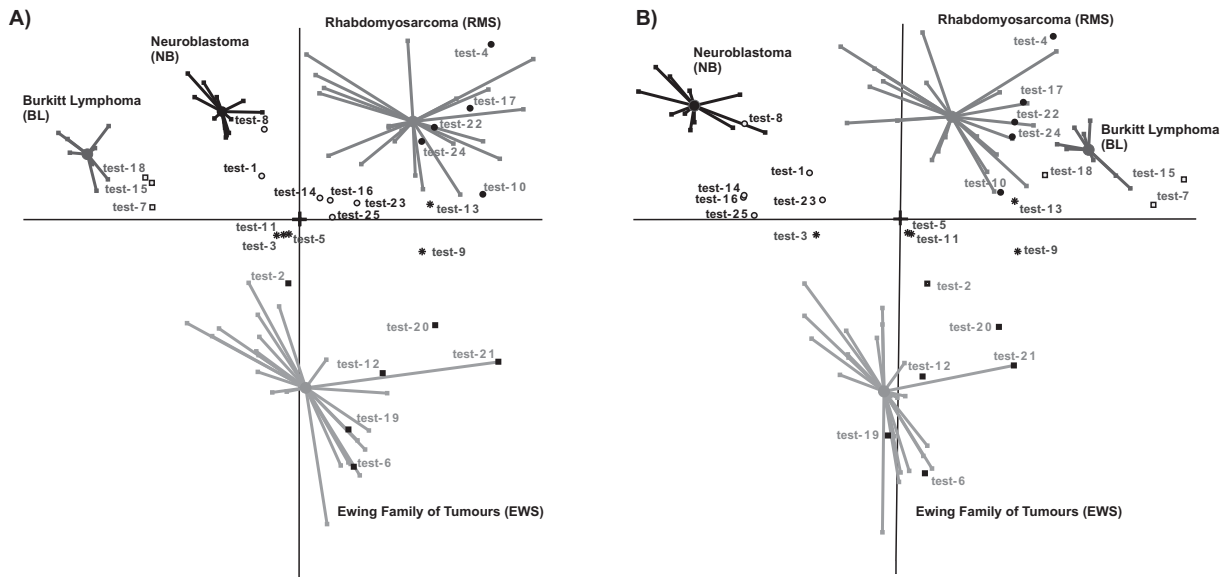 A)
Rhabdomyosarcoma (RMS)
Neuroblastoma
(NB)
Burkitt Lymphoma
(BL)
test-4
test-17
test-8
test-22
test-24
test-18
test-1
test-15
test-14
test-16
test-10
test-7
test-23
test-13
test-25
test-11
test-3
test-5
test-9
test-2
test-20
test-12
test-21
test-19
test-6
Ewing Family of Tumours (EWS)
B)
Rhabdomyosarcoma (RMS)
test-4
Neuroblastoma
(NB)
test-17
test-8
test-22
test-24
Burkitt Lymphoma
(BL)
test-1
test-18
test-15
test-14
test-16
test-10
test-7
test-23
test-25
test-13
test-5
test-3
test-11
test-9
test-2
test-20
test-12
test-21
test-19
test-6
Ewing Family of Tumours (EWS)